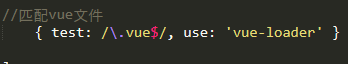 //匹配vue文件
{ test: /\.vue$/, use: 'vue-loader' }